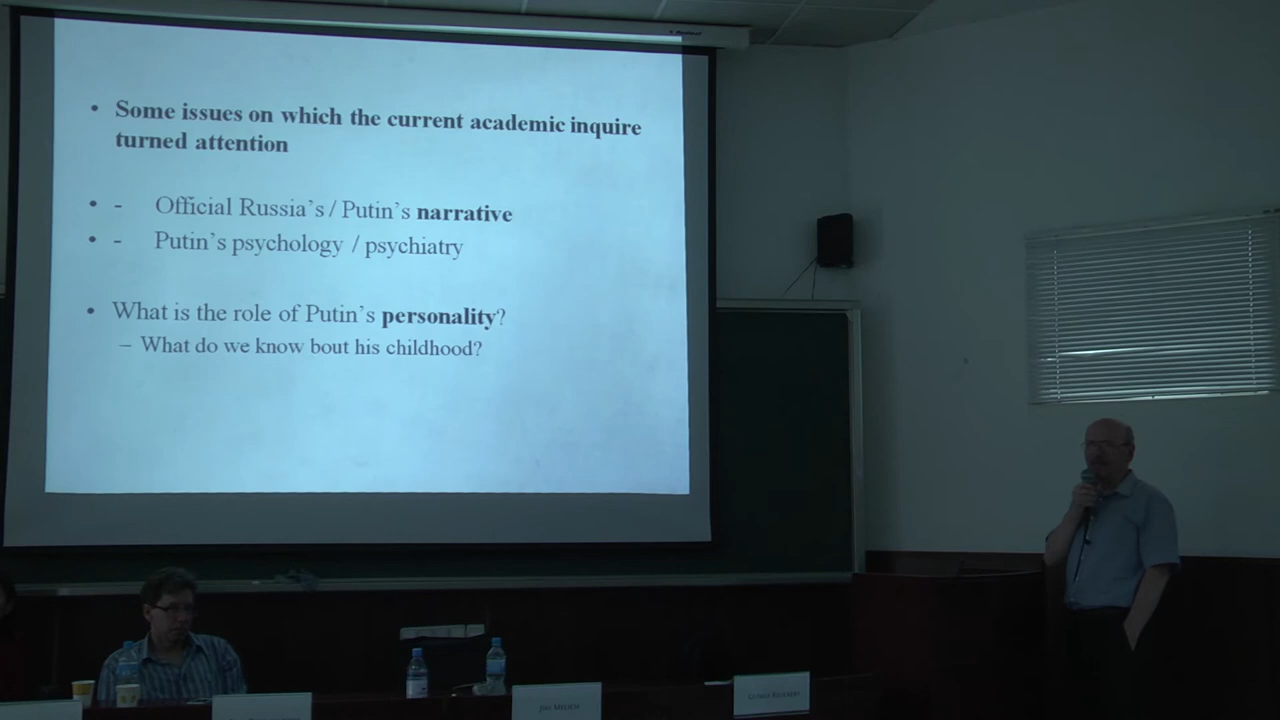 • Some issues on which the current academic inquire
turned attention
• - Official Russia's / Putin's narrative
• - Putin's psychology / psychiatry
• What is the role of Putin's personality?
– What do we know bout his childhood?